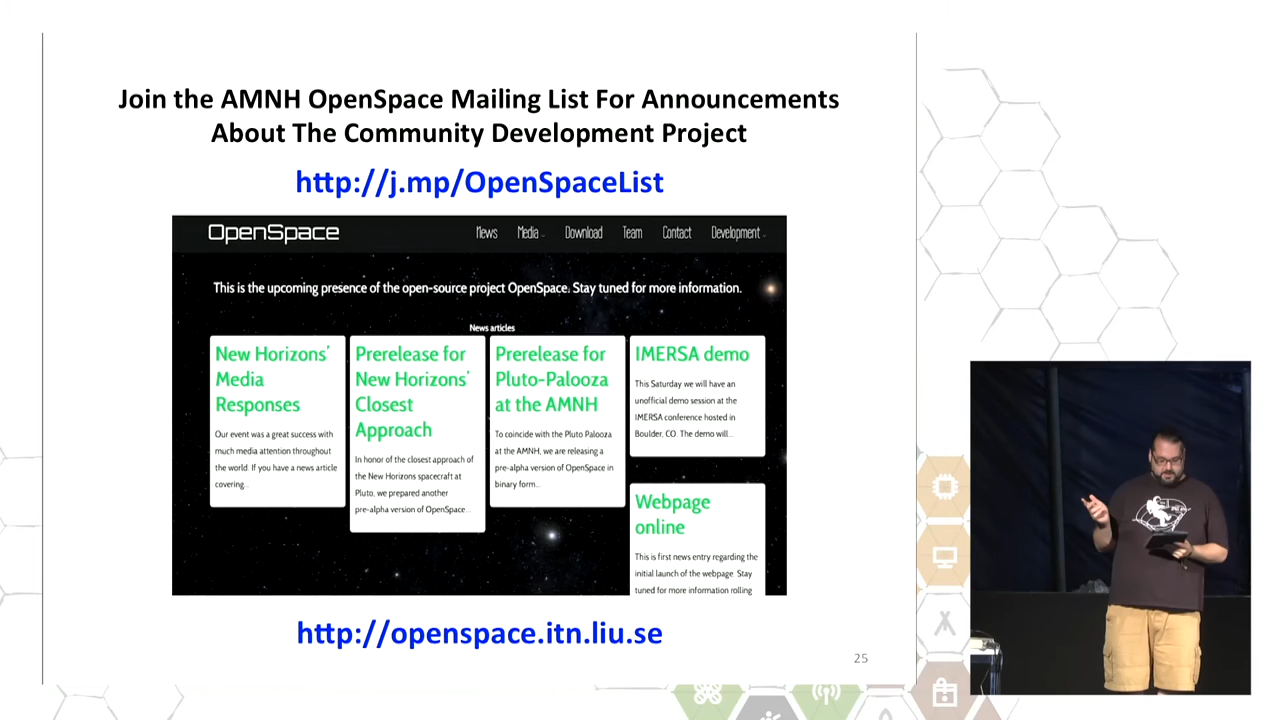 Join the AMNH OpenSpace Mailing List For Announcements
About The Community Development Project
http://j.mp/OpenSpaceList
OpenSpace
News
Media
Download
Team
Contact
Development
This is the upcoming presence of the open-source project OpenSpace. Stay tuned for more information.
News articles
New Horizons'
Media
Responses
Our event was a great success with
much media attention throughout
the world. If you have a news article
covering...
Prerelease for
New Horizons'
Closest
Approach
In honor of the closest approach of
the New Horizons spacecraft at
Pluto, we prepared another
pre-alpha version of OpenSpace...
Prerelease for
Pluto-Palooza
at the AMNH
To coincide with the Pluto Palooza
at the AMNH, we are releasing a
pre-alpha version of OpenSpace in
binary form...
IMERSA demo
This Saturday we will have an
unofficial demo session at the
IMERSA conference hosted in
Boulder, CO. The demo will...
Webpage
online
This is first news entry regarding the
initial launch of the webpage. Stay
tuned for more information rolling
http://openspace.itn.liu.se
25